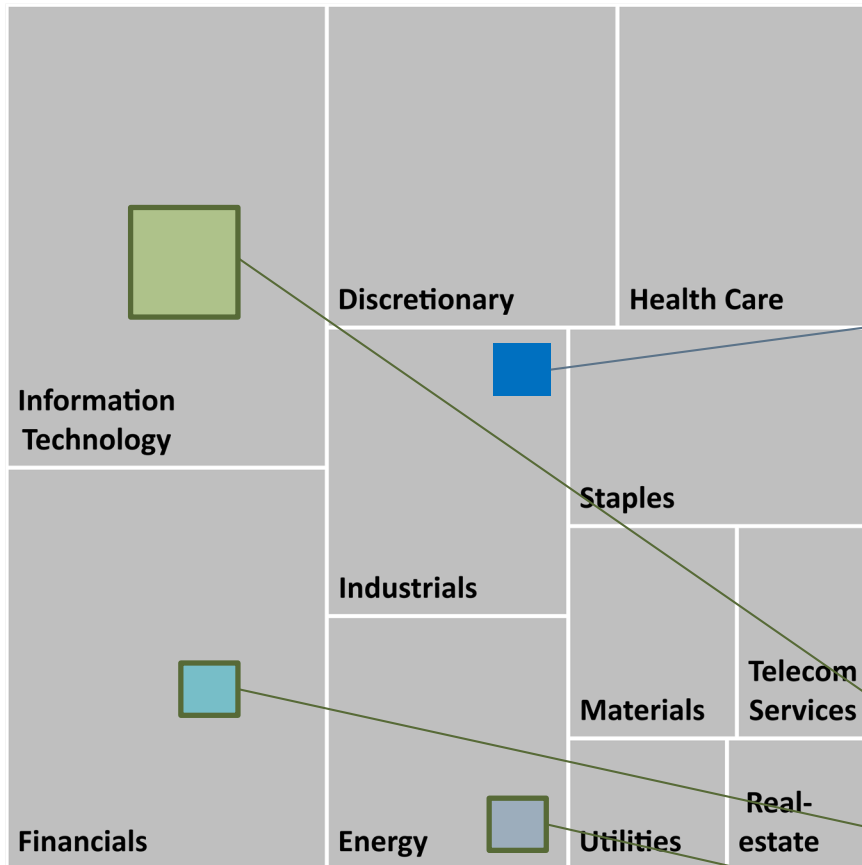 Discretionary
Health Care
Information
Technology
Staples
Industrials
Materials
Telecom
Services
Financials
Energy
Utilities
Real-
estate